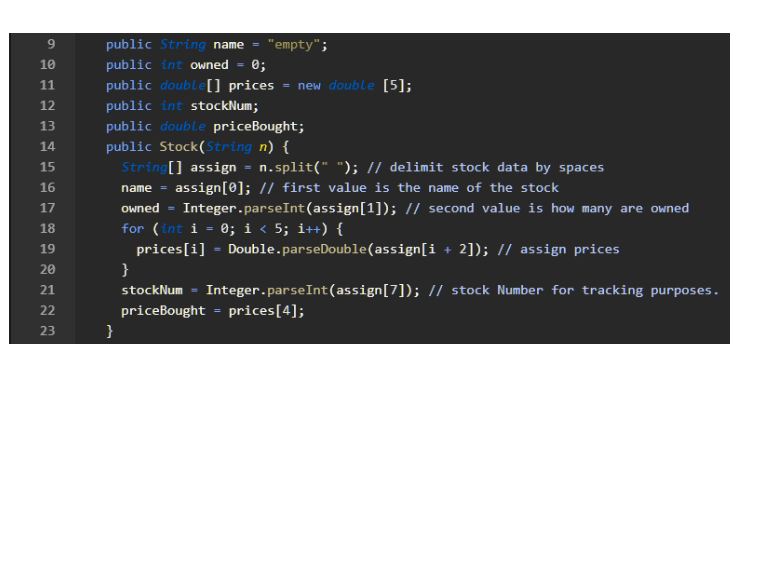 9 public String name = "empty";
10 public int owned = 0;
11 public double[] prices = new double [5];
12 public int stockNum;
13 public double priceBought;
14 public Stock(String n) {
15 String[] assign = n.split(" "); // delimit stock data by spaces
16 name = assign[0]; // first value is the name of the stock
17 owned = Integer.parseInt(assign[1]); // second value is how many are owned
18 for (int i = 0; i < 5; i++) {
19 prices[i] = Double.parseDouble(assign[i + 2]); // assign prices
20 }
21 stockNum = Integer.parseInt(assign[7]); // stock Number for tracking purposes.
22 priceBought = prices[4];
23 }